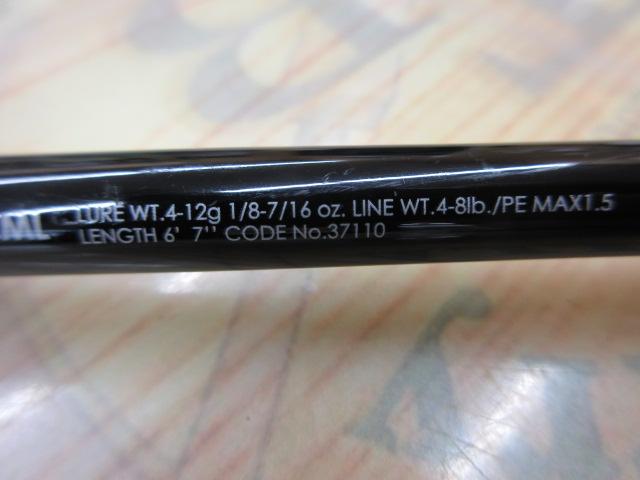 ML LURE WT.4-12g 1/8-7/16 oz. LINE WT.4-8lb./PE MAX1.5
LENGTH 6' 7'' CODE No.37110